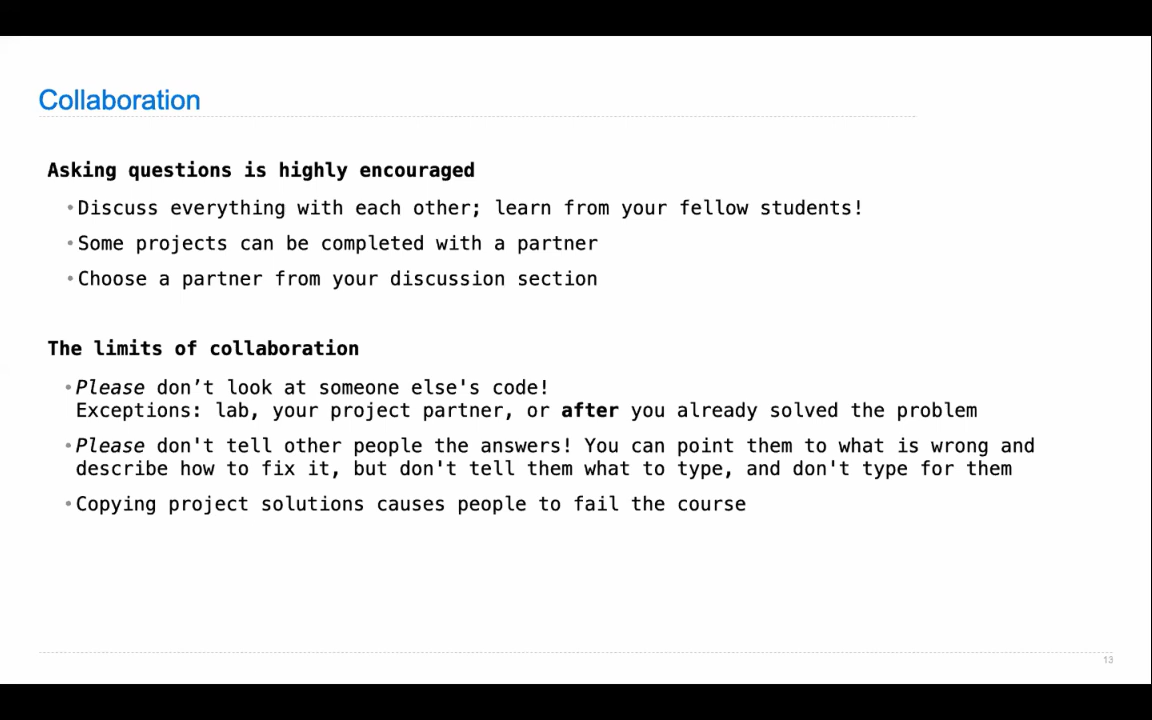 Collaboration
Asking questions is highly encouraged
•Discuss everything with each other; learn from your fellow students!
•Some projects can be completed with a partner
•Choose a partner from your discussion section
The limits of collaboration
•Please don’t look at someone else's code!
Exceptions: lab, your project partner, or after you already solved the problem
•Please don't tell other people the answers! You can point them to what is wrong and
describe how to fix it, but don't tell them what to type, and don't type for them
•Copying project solutions causes people to fail the course
13